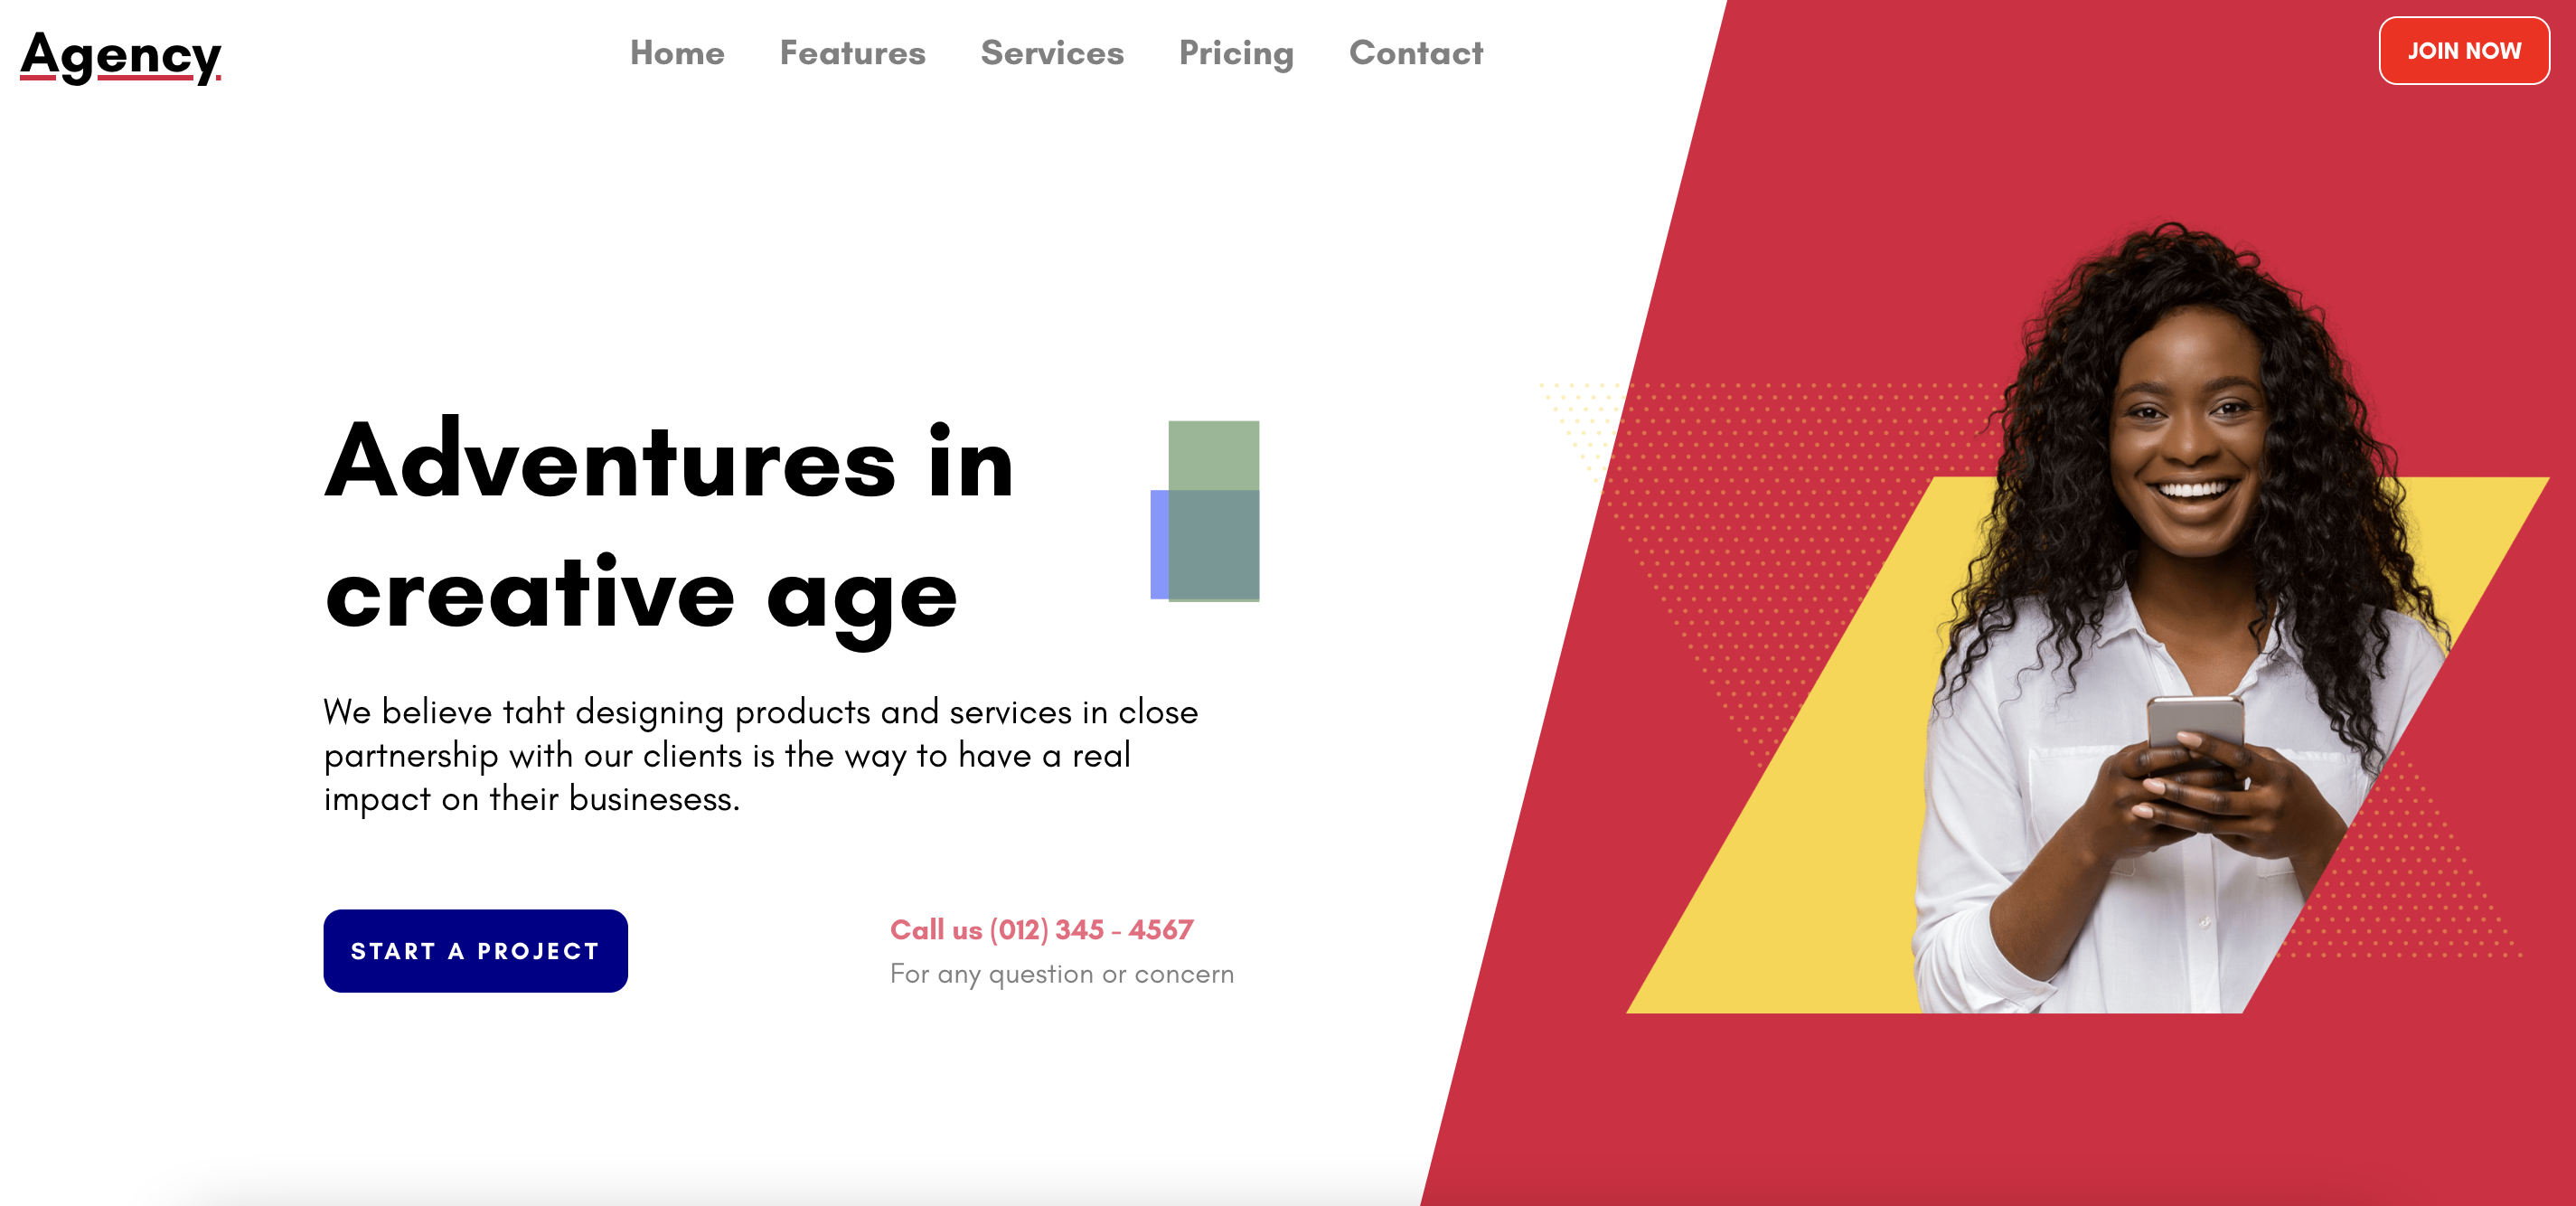 Agency
Home Features Services Pricing Contact
JOIN NOW
Adventures in
creative age
We believe taht designing products and services in close
partnership with our clients is the way to have a real
impact on their businesess.
START A PROJECT
Call us (012) 345 - 4567
For any question or concern